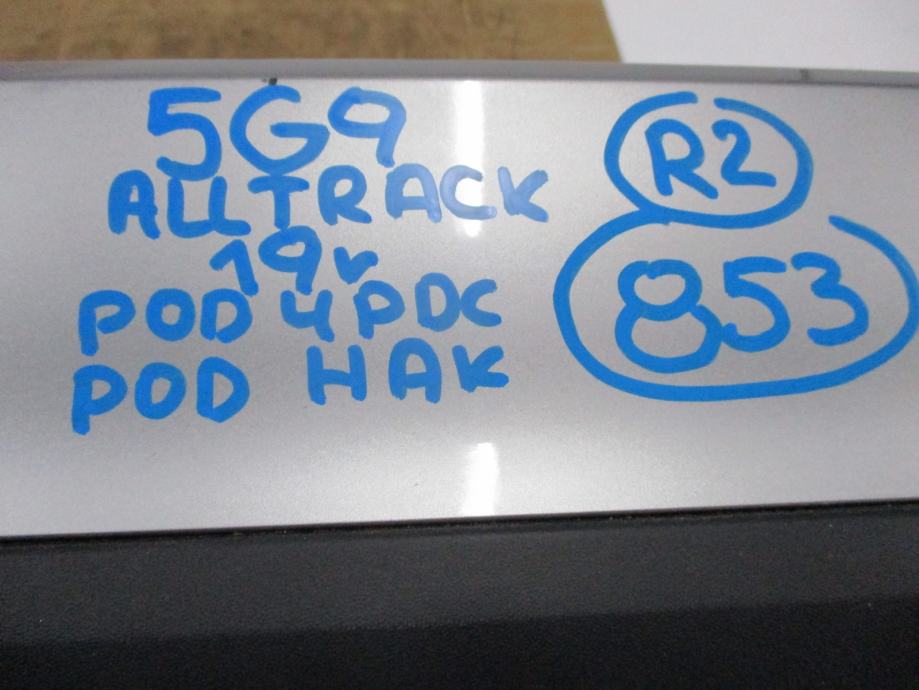 5G9
ALLTRACK
19r
POD 4PDC
POD HAK
R2
853